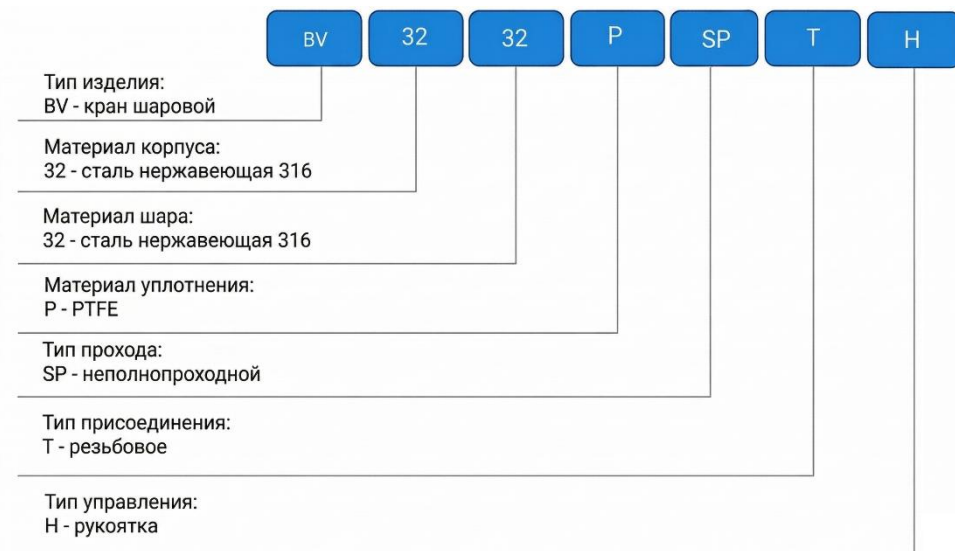 BV 32 32 P SP T H
Тип изделия:
BV - кран шаровой
Материал корпуса:
32 - сталь нержавеющая 316
Материал шара:
32 - сталь нержавеющая 316
Материал уплотнения:
P - PTFE
Тип прохода:
SP - неполнопроходной
Тип присоединения:
T - резьбовое
Тип управления:
H - рукоятка